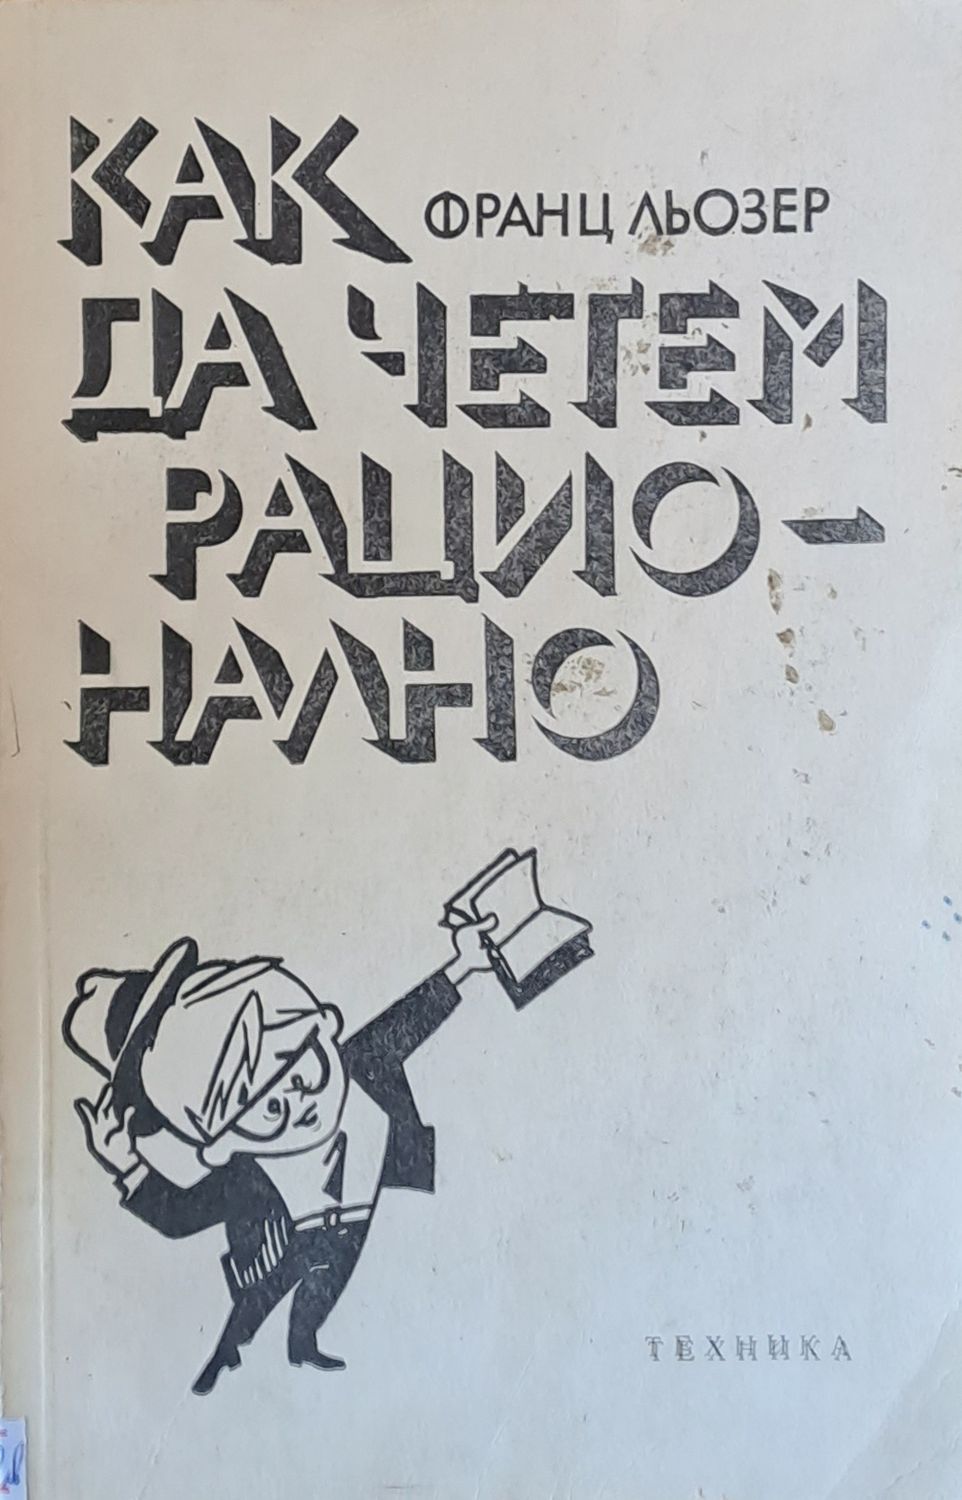 КАК
ФРАНЦ ЛЬОЗЕР
ДА ЧЕТЕМ
РАЦИО-
НАЛНО
ТЕХНИКА